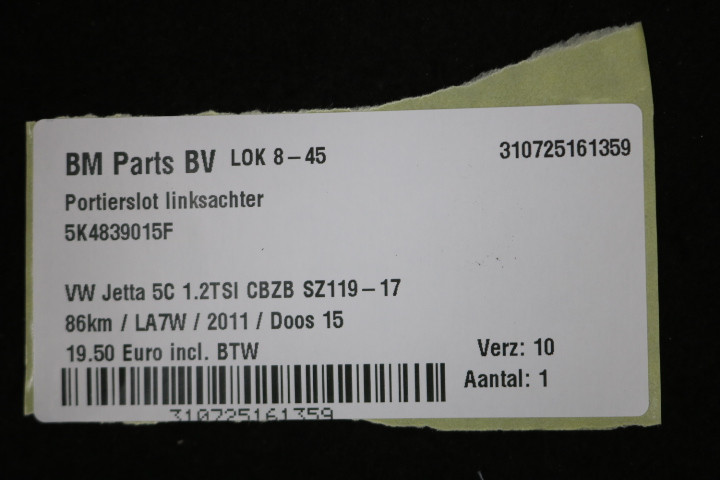 BM Parts BV LOK 8-45 310725161359
Portierslot linksachter
5K4839015F
VW Jetta 5C 1.2TSI CBZB SZ119-17
86km / LA7W / 2011 / Doos 15
19.50 Euro incl. BTW Verz: 10
Aantal: 1
310725161359